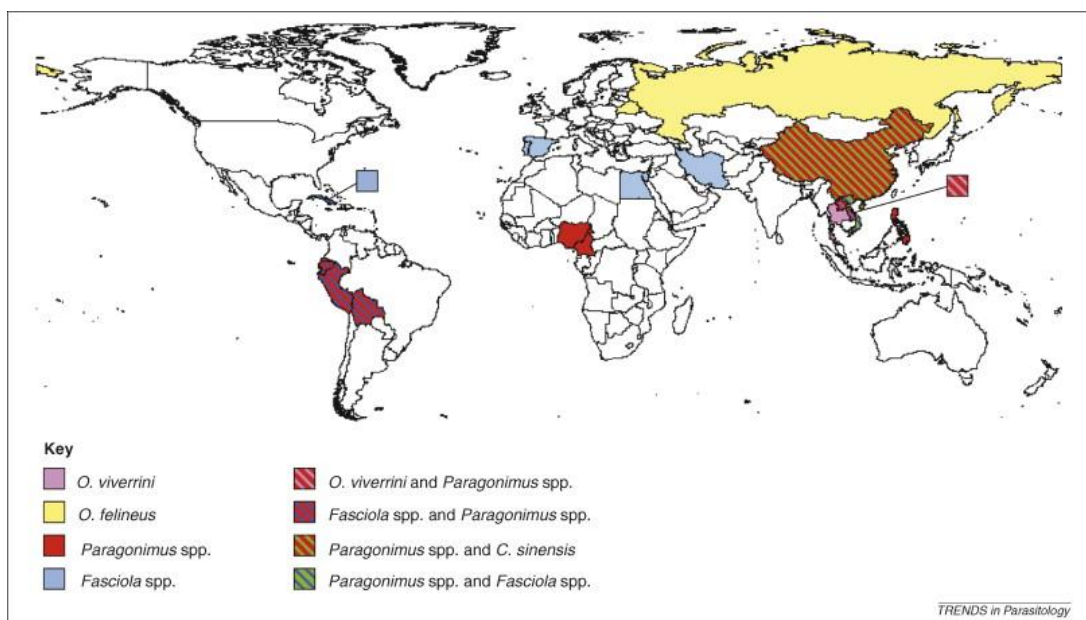 Key
O. viverrini
O. felineus
Paragonimus spp.
Fasciola spp.
O. viverrini and Paragonimus spp.
Fasciola spp. and Paragonimus spp.
Paragonimus spp. and C. sinensis
Paragonimus spp. and Fasciola spp.
TRENDS in Parasitology